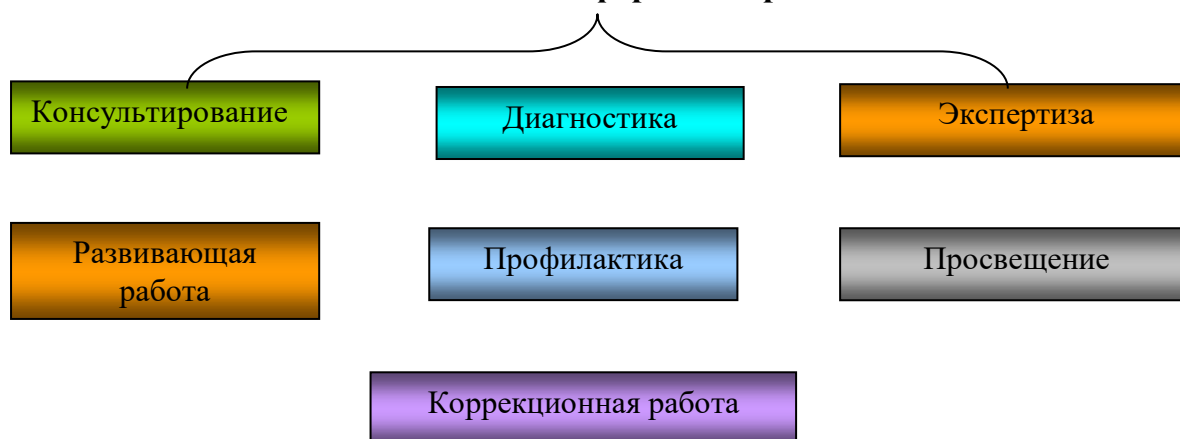 Консультирование
Диагностика
Экспертиза
Развивающая
работа
Профилактика
Просвещение
Коррекционная работа